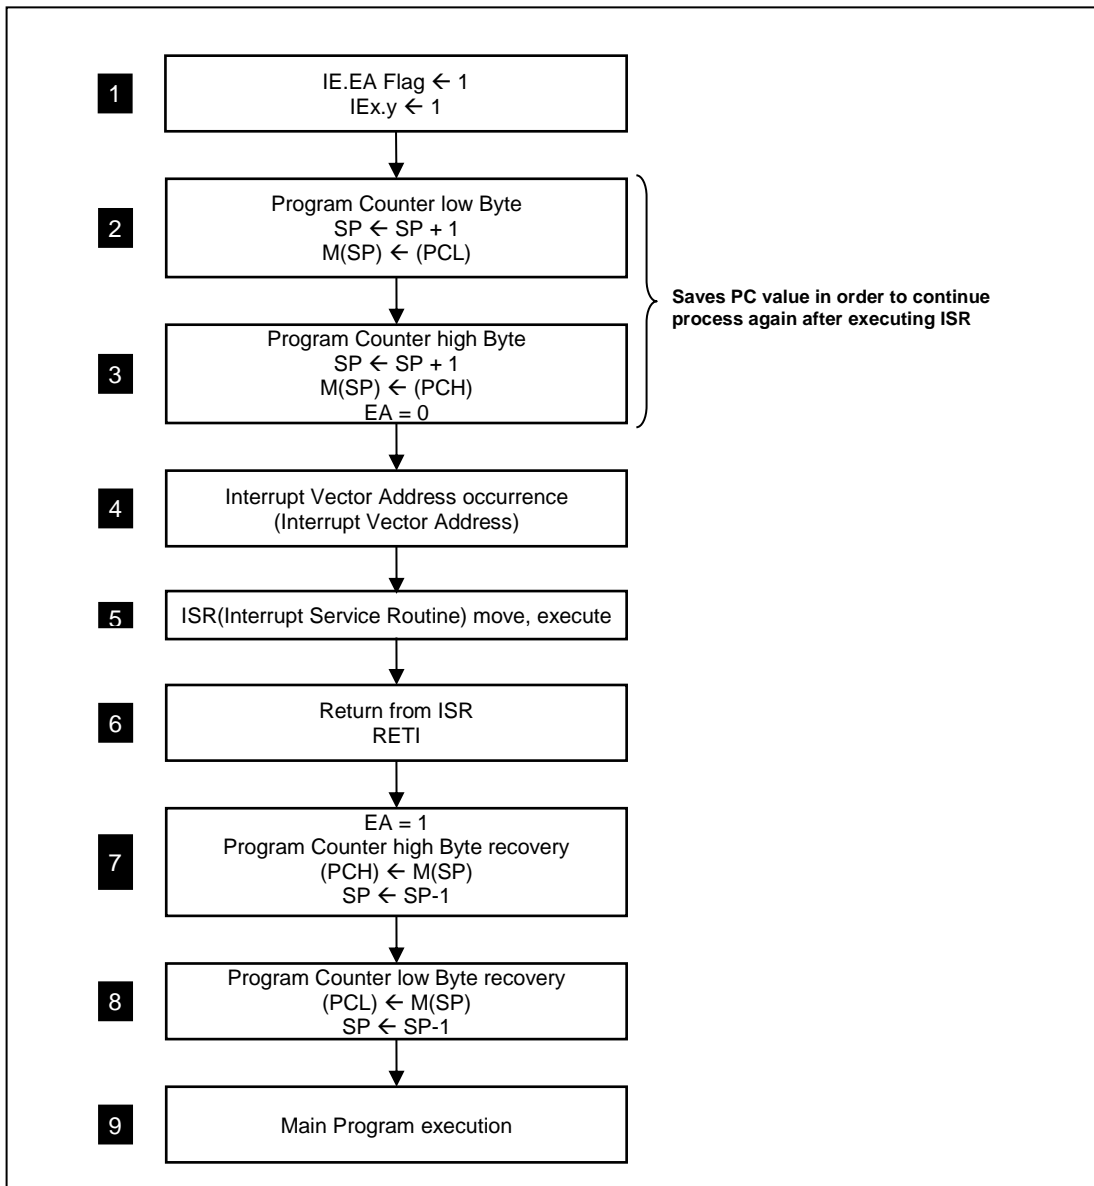 1
IE.EA Flag ← 1
IEx.y ← 1
2
Program Counter low Byte
SP ← SP + 1
M(SP) ← (PCL)
Saves PC value in order to continue
process again after executing ISR
3
Program Counter high Byte
SP ← SP + 1
M(SP) ← (PCH)
EA = 0
4
Interrupt Vector Address occurrence
(Interrupt Vector Address)
5
ISR(Interrupt Service Routine) move, execute
6
Return from ISR
RETI
7
EA = 1
Program Counter high Byte recovery
(PCH) ← M(SP)
SP ← SP-1
8
Program Counter low Byte recovery
(PCL) ← M(SP)
SP ← SP-1
9
Main Program execution